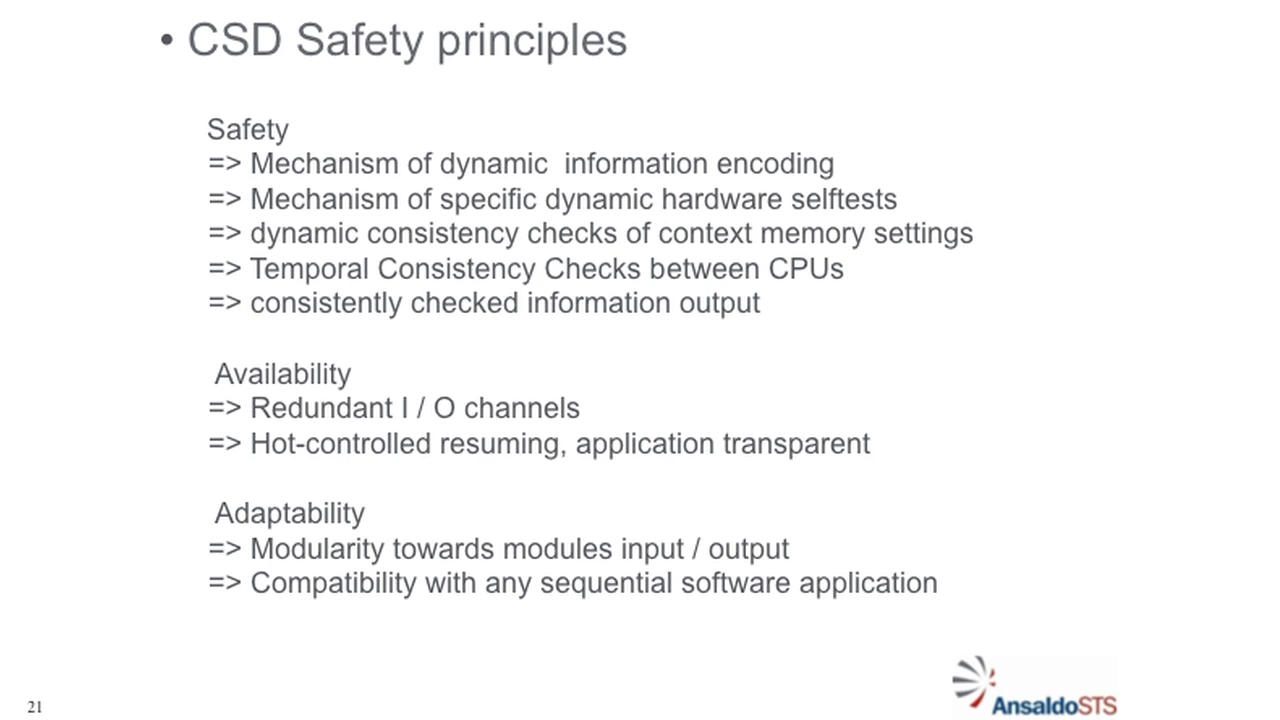 • CSD Safety principles
Safety
=> Mechanism of dynamic  information encoding
=> Mechanism of specific dynamic hardware selftests
=> dynamic consistency checks of context memory settings
=> Temporal Consistency Checks between CPUs
=> consistently checked information output
Availability
=> Redundant I / O channels
=> Hot-controlled resuming, application transparent
Adaptability
=> Modularity towards modules input / output
=> Compatibility with any sequential software application
AnsaldoSTS
21